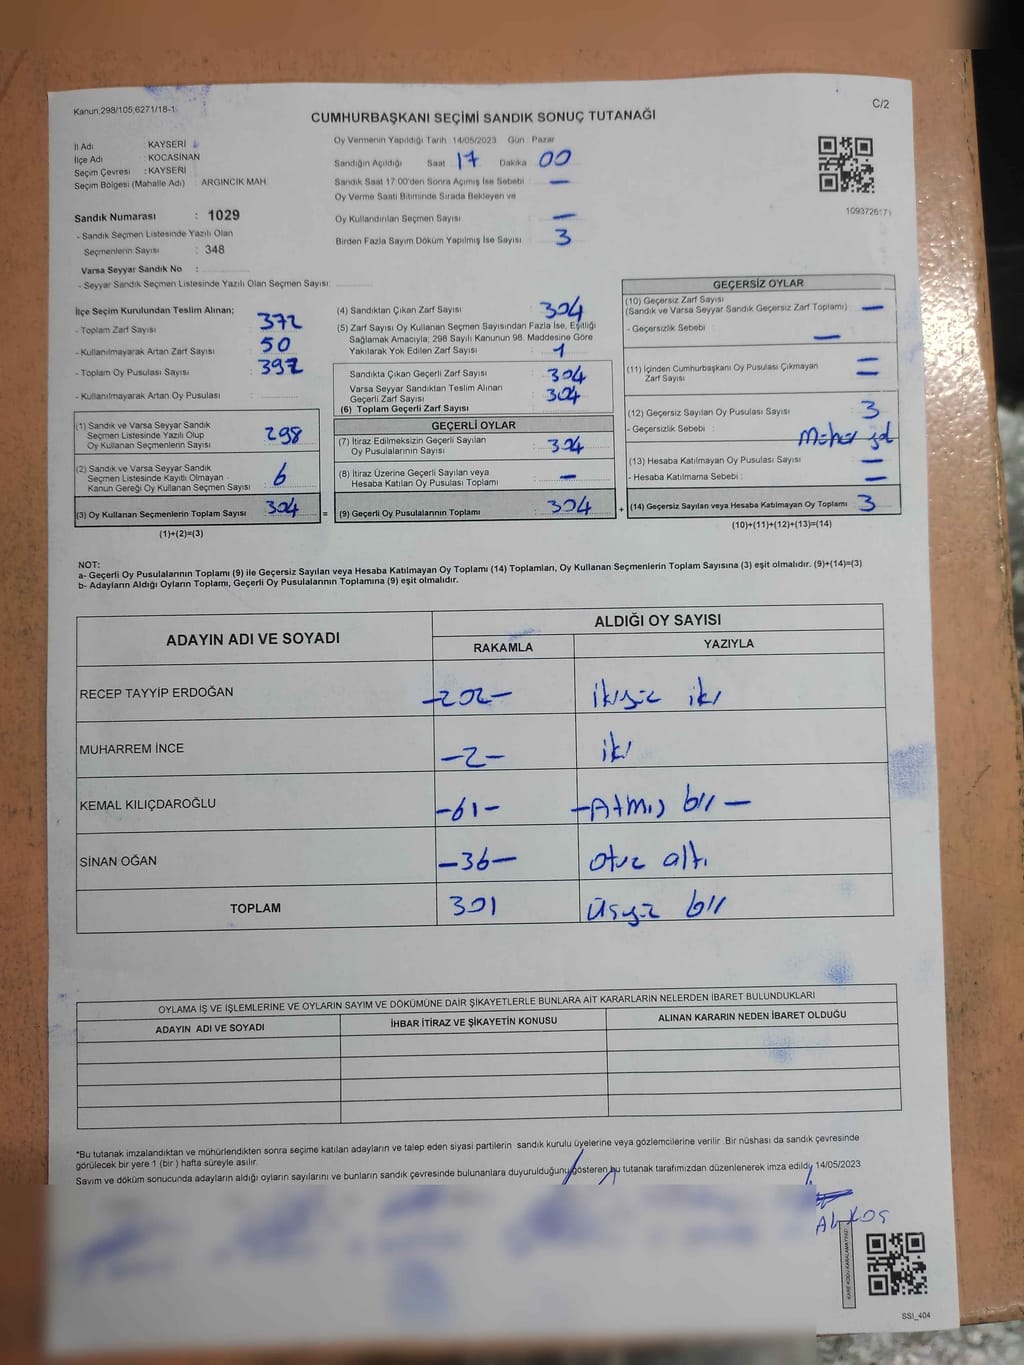 Kanun:298/105,6271/18-1
C/2
CUMHURBAŞKANI SEÇİMİ SANDIK SONUÇ TUTANAĞI
İl Adı : KAYSERİ
İlçe Adı : KOCASİNAN
Seçim Çevresi : KAYSERİ
Seçim Bölgesi (Mahalle Adı) : ARGINCIK MAH.
Oy Vermenin Yapıldığı Tarih 14/05/2023 Gün : Pazar
Sandığın Açıldığı Saat 17 Dakika 00
Sandık Saat 17:00'den Sonra Açımış İse Sebebi : —
Oy Verme Saati Bitiminde Sırada Bekleyen ve
Oy Kullandırılan Seçmen Sayısı : —
Birden Fazla Sayım Döküm Yapılmış İse Sayısı : 3
1093726171
Sandık Numarası : 1029
- Sandık Seçmen Listesinde Yazılı Olan
Seçmenlerin Sayısı : 348
Varsa Seyyar Sandık No :
- Seyyar Sandık Seçmen Listesinde Yazılı Olan Seçmen Sayısı:
İlçe Seçim Kurulundan Teslim Alınan;
- Toplam Zarf Sayısı : 372
- Kullanılmayarak Artan Zarf Sayısı : 50
- Toplam Oy Pusulası Sayısı : 392
- Kullanılmayarak Artan Oy Pusulası :
(1) Sandık ve Varsa Seyyar Sandık
Seçmen Listesinde Yazılı Olup
Oy Kullanan Seçmenlerin Sayısı : 298
(2) Sandık ve Varsa Seyyar Sandık
Seçmen Listesinde Kayıtlı Olmayan
Kanun Gereği Oy Kullanan Seçmen Sayısı : 6
(3) Oy Kullanan Seçmenlerin Toplam Sayısı : 304
(1)+(2)=(3)
(4) Sandıktan Çıkan Zarf Sayısı : 304
(5) Zarf Sayısı Oy Kullanan Seçmen Sayısından Fazla İse, Eşitliği
Sağlamak Amacıyla; 298 Sayılı Kanunun 98. Maddesine Göre
Yakılarak Yok Edilen Zarf Sayısı : 1
Sandıkta Çıkan Geçerli Zarf Sayısı : 304
Varsa Seyyar Sandıktan Teslim Alınan
Geçerli Zarf Sayısı : 304
(6) Toplam Geçerli Zarf Sayısı :
=
GEÇERLİ OYLAR
(7) İtiraz Edilmeksizin Geçerli Sayılan
Oy Pusulalarının Sayısı : 304
(8) İtiraz Üzerine Geçerli Sayılan veya
Hesaba Katılan Oy Pusulası Toplamı : —
(9) Geçerli Oy Pusulalarının Toplamı : 304
+
GEÇERSİZ OYLAR
(10) Geçersiz Zarf Sayısı
(Sandık ve Varsa Seyyar Sandık Geçersiz Zarf Toplamı) : —
- Geçersizlik Sebebi : —
(11) İçinden Cumhurbaşkanı Oy Pusulası Çıkmayan
Zarf Sayısı : —
(12) Geçersiz Sayılan Oy Pusulası Sayısı : 3
- Geçersizlik Sebebi :
(13) Hesaba Katılmayan Oy Pusulası Sayısı : —
- Hesaba Katılmama Sebebi : —
(14) Geçersiz Sayılan veya Hesaba Katılmayan Oy Toplamı : 3
(10)+(11)+(12)+(13)=(14)
NOT:
a- Geçerli Oy Pusulalarının Toplamı (9) ile Geçersiz Sayılan veya Hesaba Katılmayan Oy Toplamı (14) Toplamları, Oy Kullanan Seçmenlerin Toplam Sayısına (3) eşit olmalıdır. (9)+(14)=(3)
b- Adayların Aldığı Oyların Toplamı, Geçerli Oy Pusulalarının Toplamına (9) eşit olmalıdır.
ADAYIN ADI VE SOYADI
ALDIĞI OY SAYISI
RAKAMLA YAZIYLA
RECEP TAYYİP ERDOĞAN -202- ikiyüz iki
MUHARREM İNCE -2- iki
KEMAL KILIÇDAROĞLU -61- -Atmış bir-
SİNAN OĞAN -36- otuz altı
TOPLAM 301 üçyüz bir
OYLAMA İŞ VE İŞLEMLERİNE VE OYLARIN SAYIM VE DÖKÜMÜNE DAİR ŞİKAYETLERLE BUNLARA AİT KARARLARIN NELERDEN İBARET BULUNDUKLARI
ADAYIN ADI VE SOYADI İHBAR İTİRAZ VE ŞİKAYETİN KONUSU ALINAN KARARIN NEDEN İBARET OLDUĞU
*Bu tutanak imzalandıktan ve mühürlendikten sonra seçime katılan adayların ve talep eden siyasi partilerin sandık kurulu üyelerine veya gözlemcilerine verilir. Bir nüshası da sandık çevresinde
görülecek bir yere 1 (bir ) hafta süreyle asılır.
Sayım ve döküm sonucunda adayların aldığı oyların sayılarını ve bunların sandık çevresinde bulunanlara duyurulduğunu gösteren bu tutanak tarafımızdan düzenlenerek imza edildi. 14/05/2023
KARE KODU KARALAMAYINIZ
SSI_404